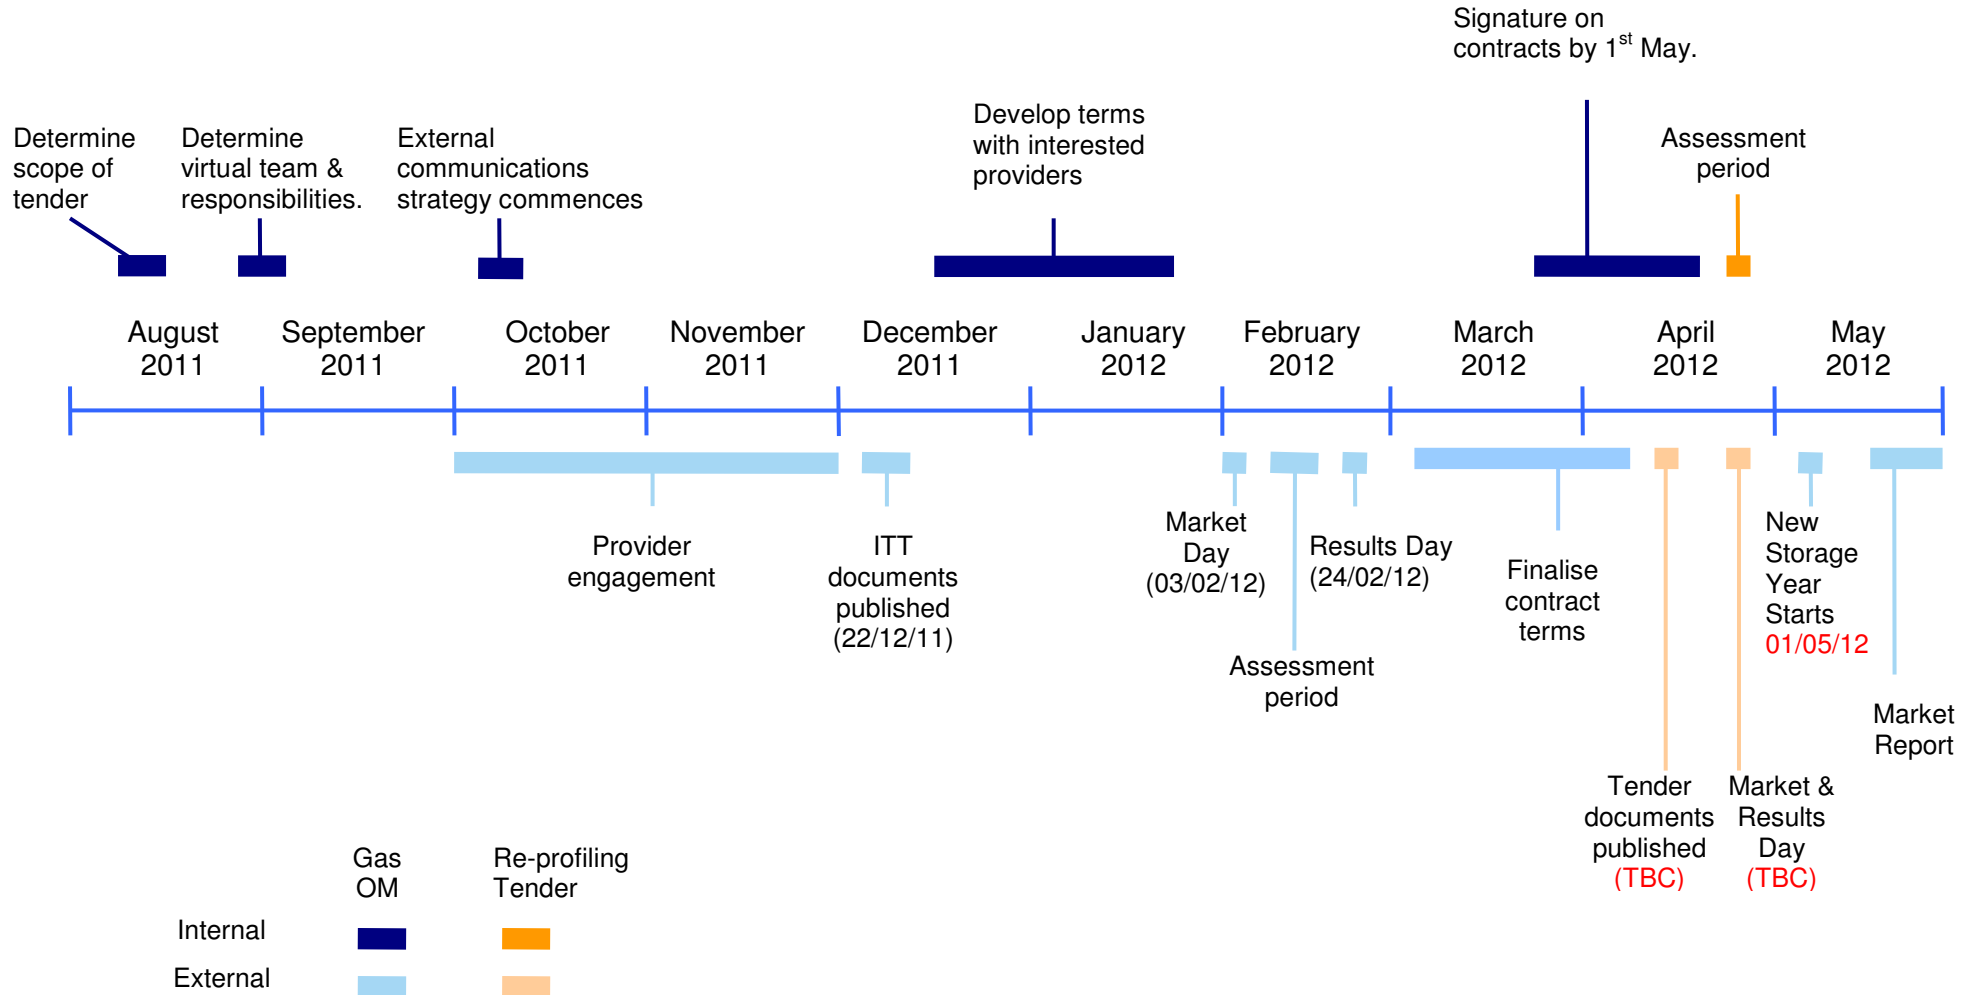 Signature on
contracts by 1st May.
Determine
scope of
tender
Determine
virtual team &
responsibilities.
External
communications
strategy commences
Develop terms
with interested
providers
Assessment
period
August
2011
September
2011
October
2011
November
2011
December
2011
January
2012
February
2012
March
2012
April
2012
May
2012
Provider
engagement
ITT
documents
published
(22/12/11)
Market
Day
(03/02/12)
Assessment
period
Results Day
(24/02/12)
Finalise
contract
terms
Tender
documents
published
(TBC)
Market &
Results
Day
(TBC)
New
Storage
Year
Starts
01/05/12
Market
Report
Gas
OM
Re-profiling
Tender
Internal
External